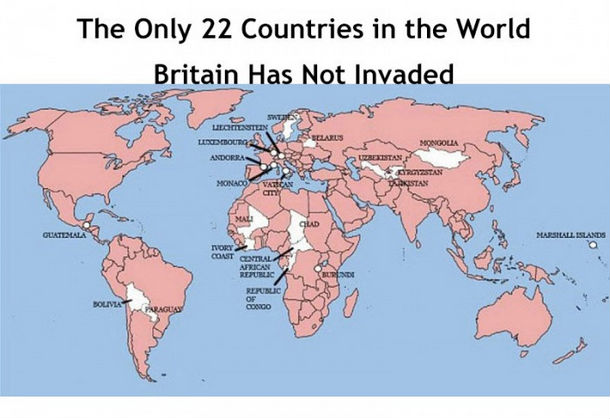 The Only 22 Countries in the World
Britain Has Not Invaded
SWEDEN
LIECHTENSTEIN
BELARUS
LUXEMBOURG
MONGOLIA
ANDORRA
UZBEKISTAN
KYRGYZSTAN
MONACO
VATICAN
CITY
TAJIKISTAN
MALI
CHAD
GUATEMALA
MARSHALL ISLANDS
IVORY
COAST
CENTRAL
AFRICAN
REPUBLIC
BURUNDI
REPUBLIC
OF
CONGO
BOLIVIA
PARAGUAY